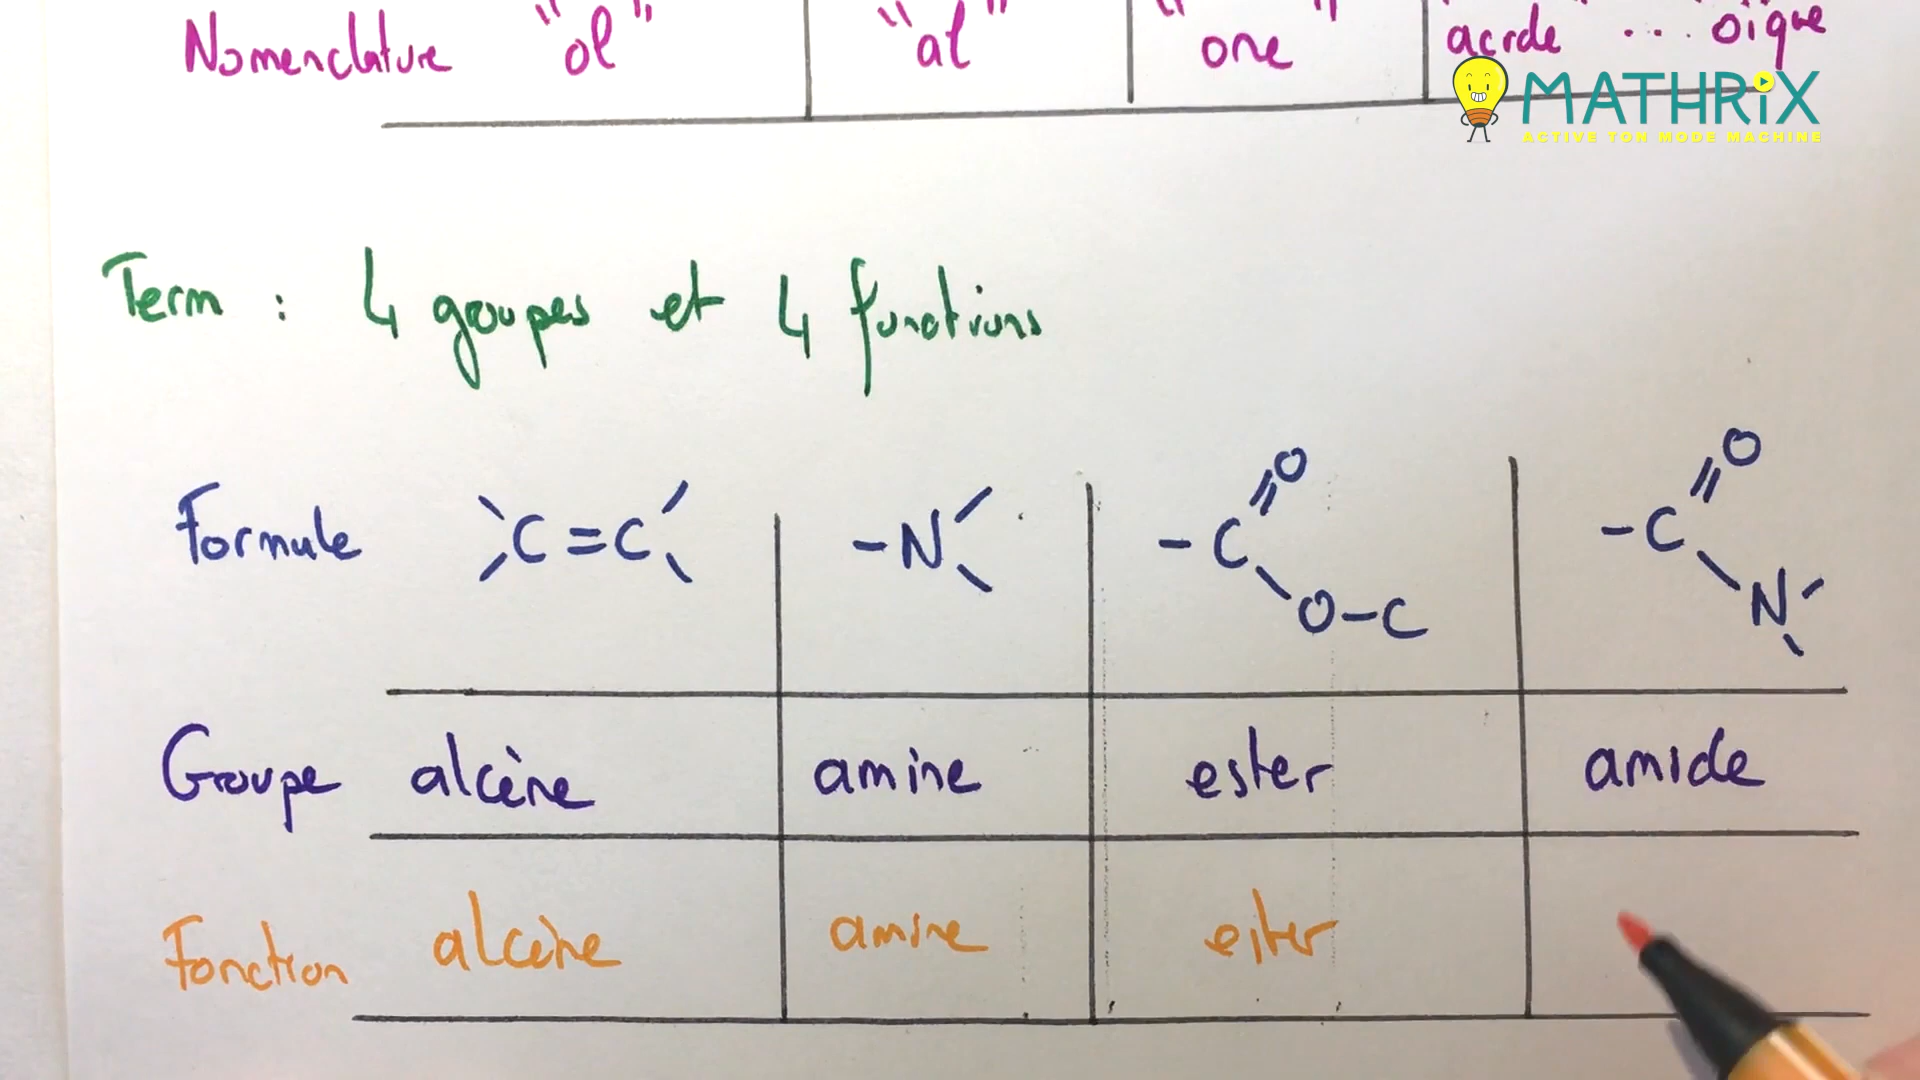 Nomenclature "ol" "al" "one" acide ... oïque
MATHRiX
ACTIVE TON MODE MACHINE
Term : 4 groupes et 4 fonctions
Formule C=C -N -C=O O-C -C=O N
Groupe alcène amine ester amide
Fonction alcène amine ester